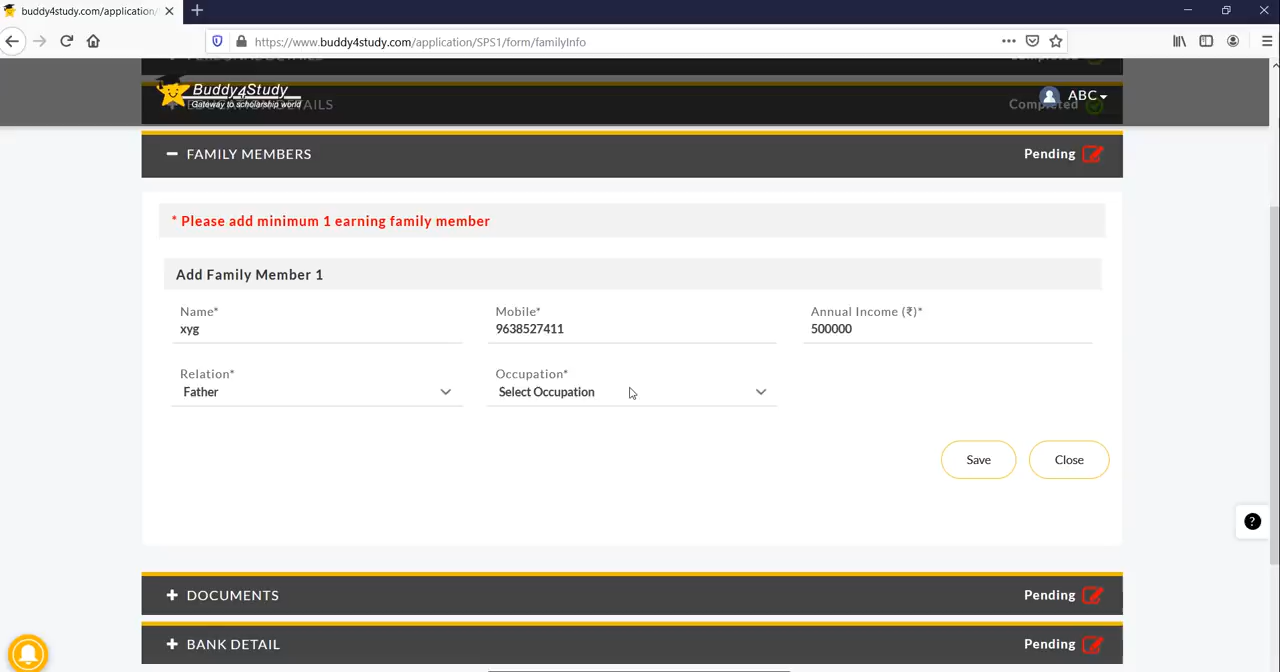 buddy4study.com/application/
https://www.buddy4study.com/application/SPS1/form/familyInfo
Buddy4Study
Gateway to scholarship world
ABC
Completed
− FAMILY MEMBERS
Pending
* Please add minimum 1 earning family member
Add Family Member 1
Name*
Mobile*
Annual Income (₹)*
xyg
9638527411
500000
Relation*
Occupation*
Father
Select Occupation
Save
Close
?
+ DOCUMENTS
Pending
+ BANK DETAIL
Pending